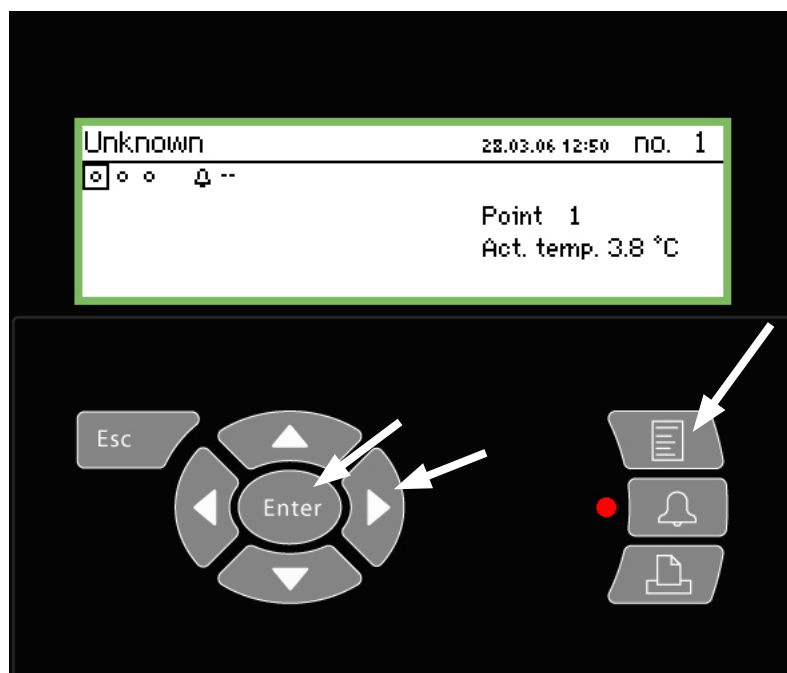 Unknown 28.03.06 12:50 no. 1
--
Point 1
Act. temp. 3.8 °C
Esc
Enter